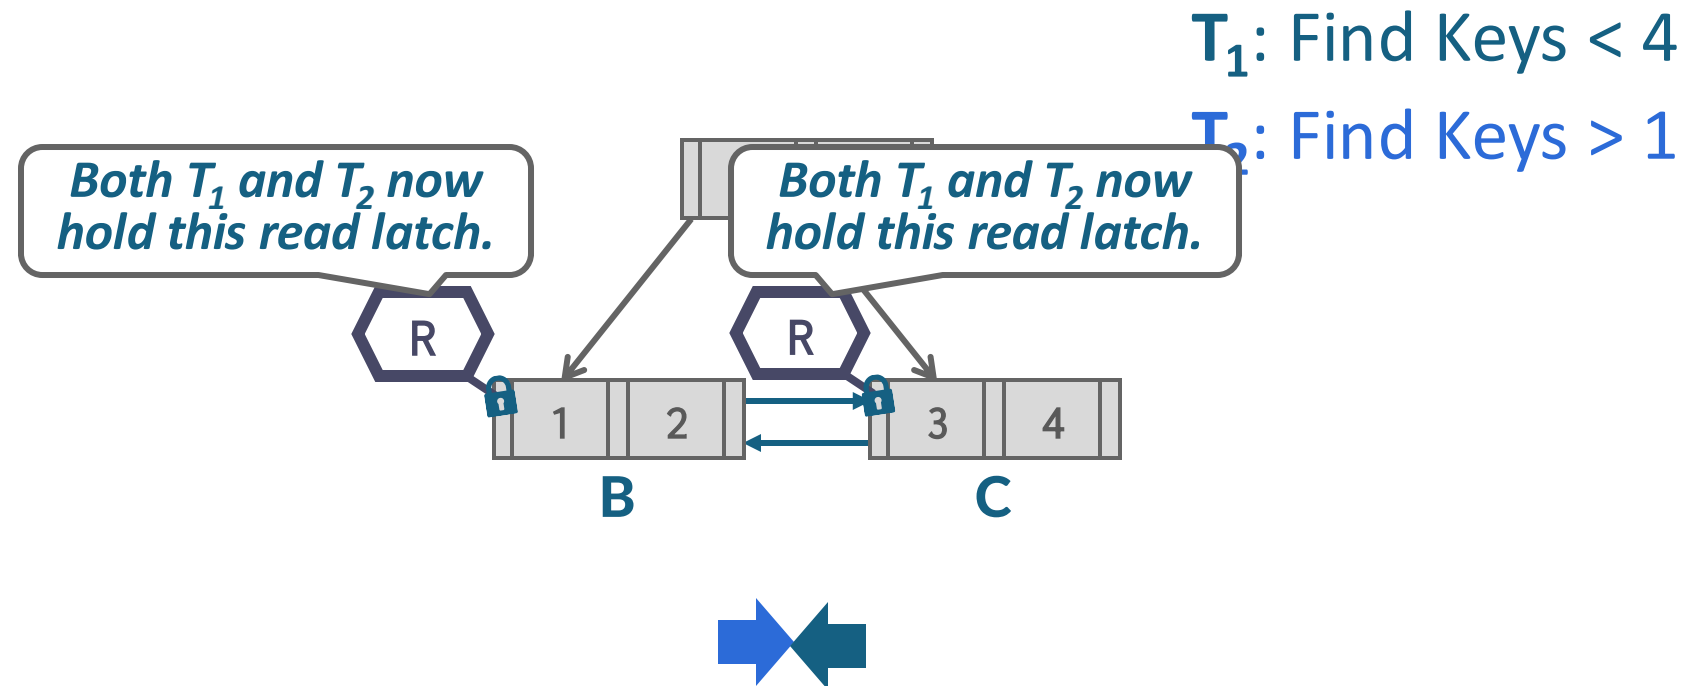 T1: Find Keys < 4
T2: Find Keys > 1
Both T1 and T2 now
hold this read latch.
Both T1 and T2 now
hold this read latch.
R
R
1 2
3 4
B
C